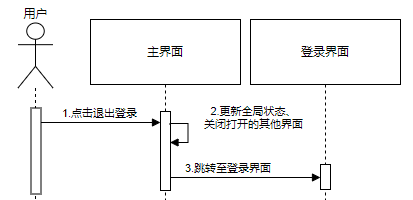 用户
主界面
登录界面
1.点击退出登录
2.更新全局状态、
关闭打开的其他界面
3.跳转至登录界面